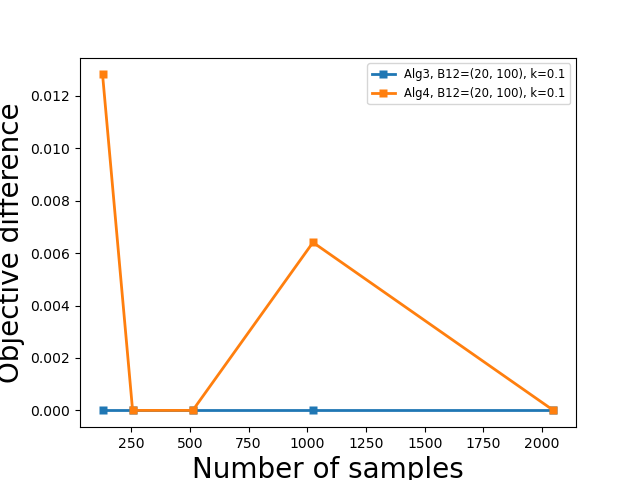 Alg3, B12=(20, 100), k=0.1
Alg4, B12=(20, 100), k=0.1
Objective difference
0.012
0.010
0.008
0.006
0.004
0.002
0.000
250 500 750 1000 1250 1500 1750 2000
Number of samples